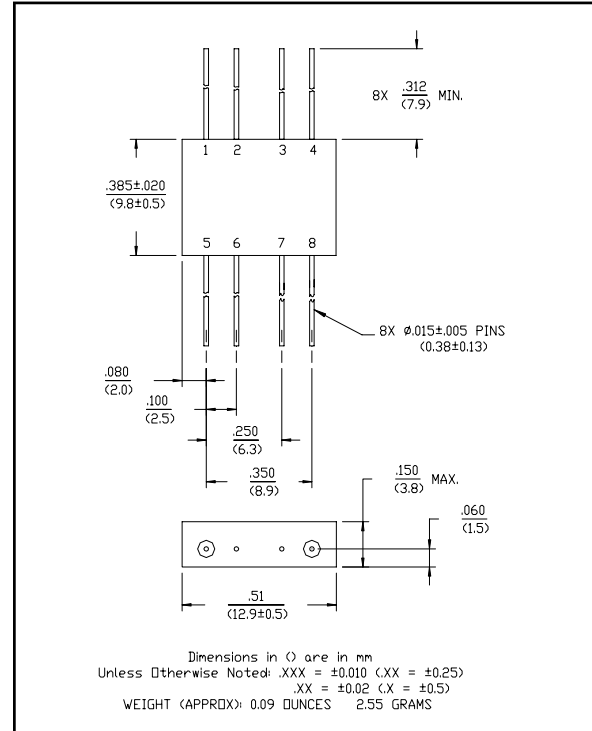 8X .312 MIN.
(7.9)
1 2 3 4
.385±.020
(9.8±0.5)
5 6 7 8
8X Ø.015±.005 PINS
(0.38±0.13)
.080
(2.0)
.100
(2.5)
.250
(6.3)
.350
(8.9)
.150 MAX.
(3.8)
.060
(1.5)
.51
(12.9±0.5)
Dimensions in () are in mm
Unless Otherwise Noted: .XXX = ±0.010 (.XX = ±0.25)
.XX = ±0.02 (.X = ±0.5)
WEIGHT (APPROX): 0.09 OUNCES 2.55 GRAMS